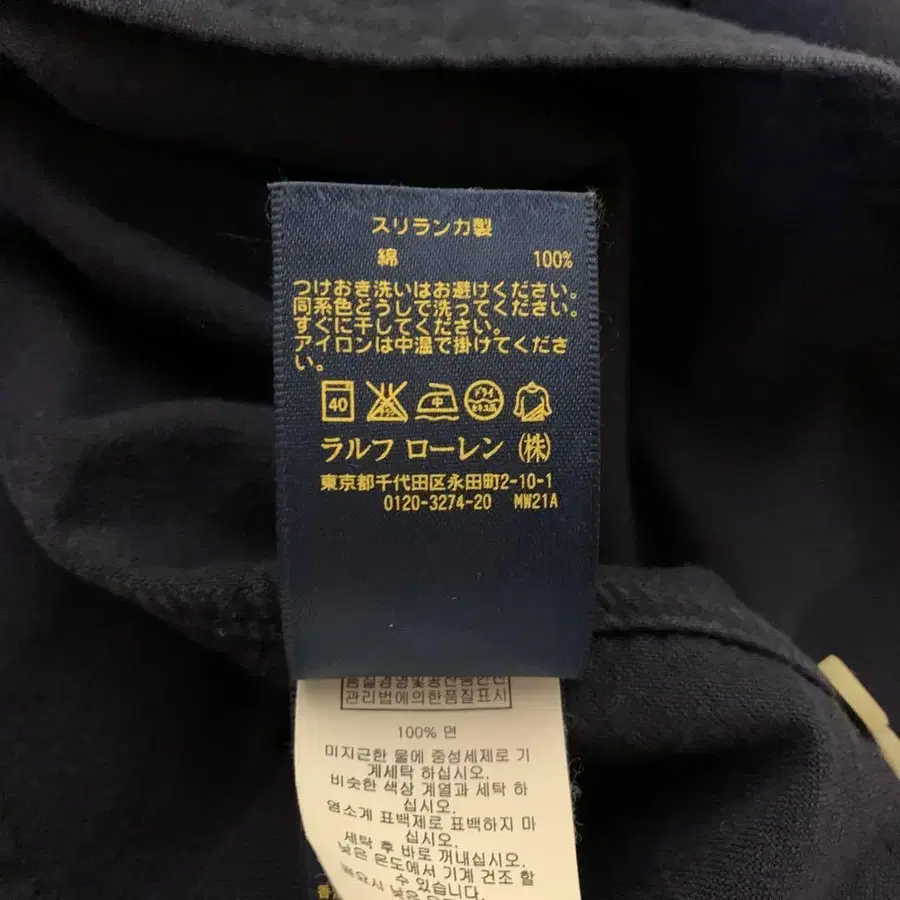 スリランカ製
綿 100%
つけおき洗いはお避けください。
同系色どうしで洗ってください。
すぐに干してください。
アイロンは中温で掛けてくださ
い。
40 中 ドライ
ラルフ ローレン (株)
東京都千代田区永田町2-10-1
0120-3274-20 MW21A
관리법에의한품질표시
100% 면
미지근한 물에 중성세제로 기
계세탁 하십시오.
비슷한 색상 계열과 세탁 하
십시오.
염소계 표백제로 표백하지 마
십시오.
세탁 후 바로 꺼내십시오.
낮은 온도에서 기계 건조 할
수 있습니다.